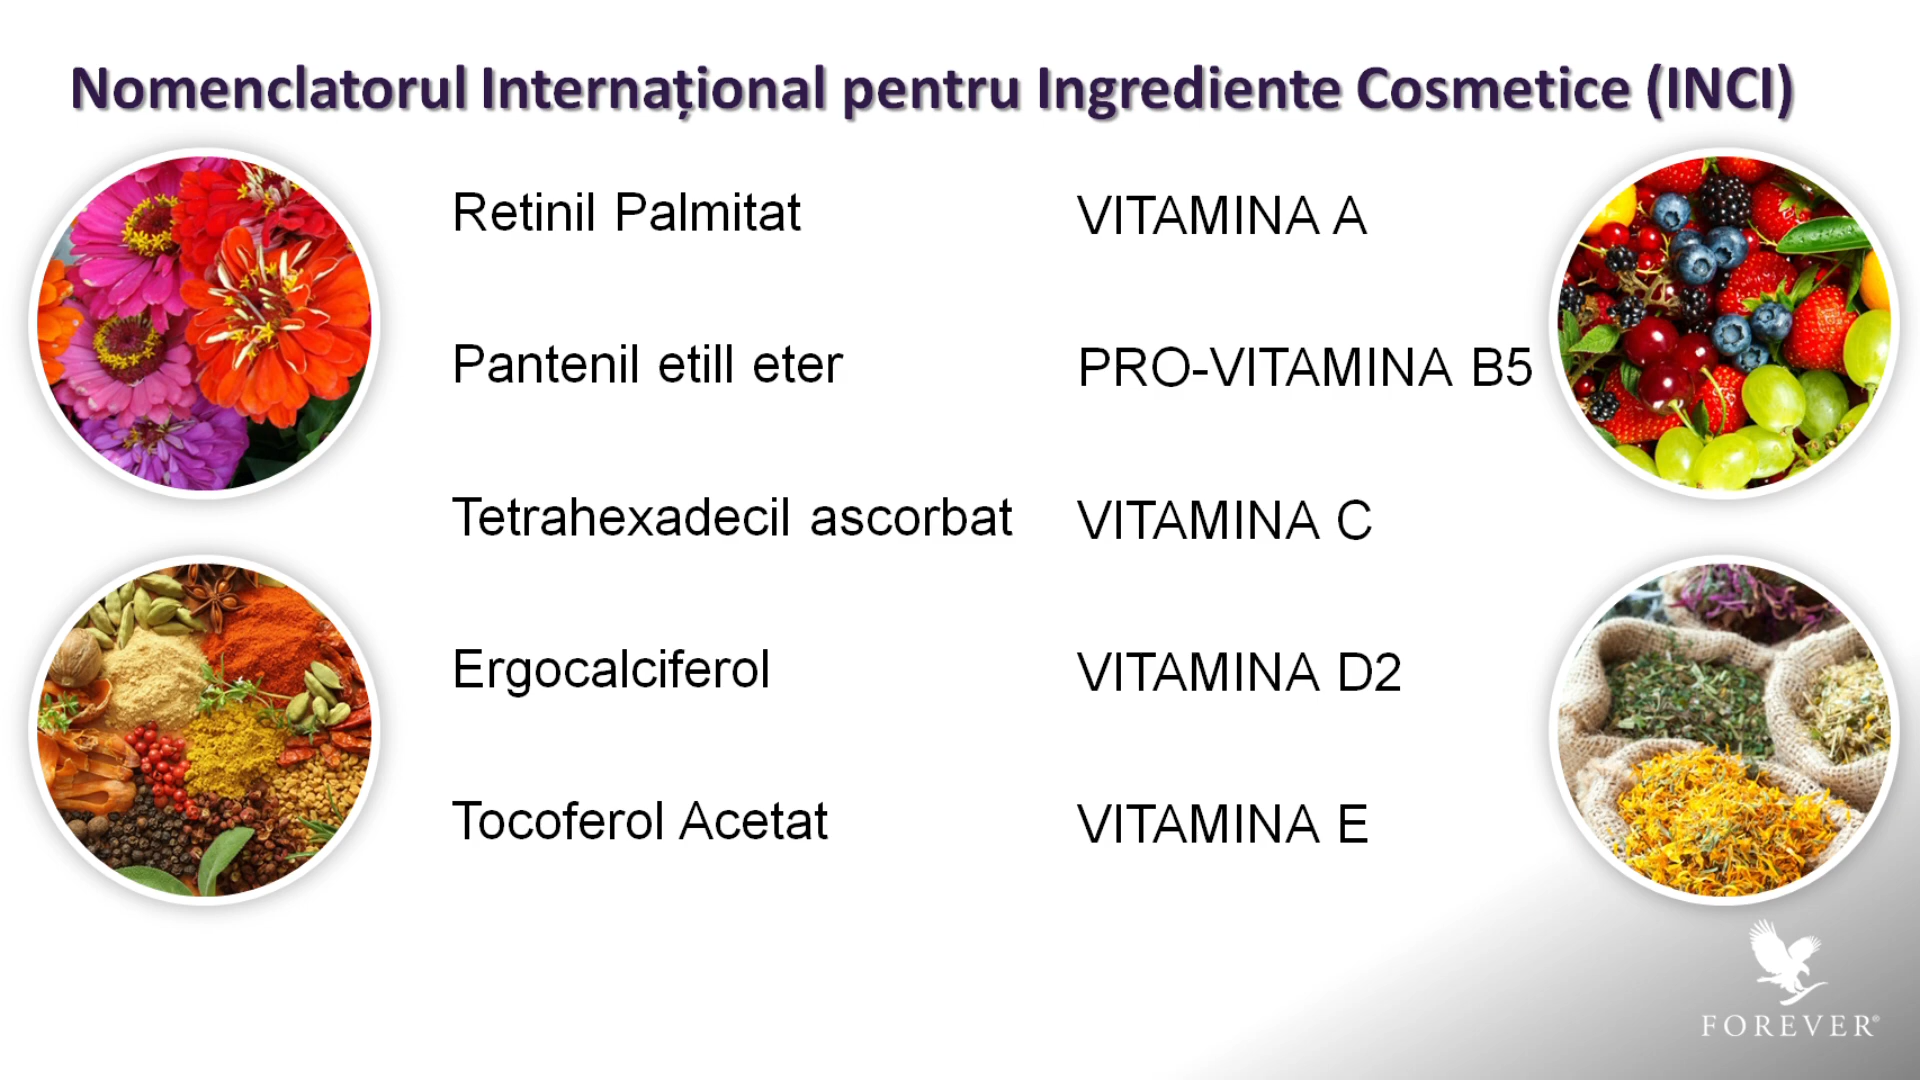 Nomenclatorul Internațional pentru Ingrediente Cosmetice (INCI)
Retinil Palmitat VITAMINA A
Pantenil etill eter PRO-VITAMINA B5
Tetrahexadecil ascorbat VITAMINA C
Ergocalciferol VITAMINA D2
Tocoferol Acetat VITAMINA E
FOREVER®